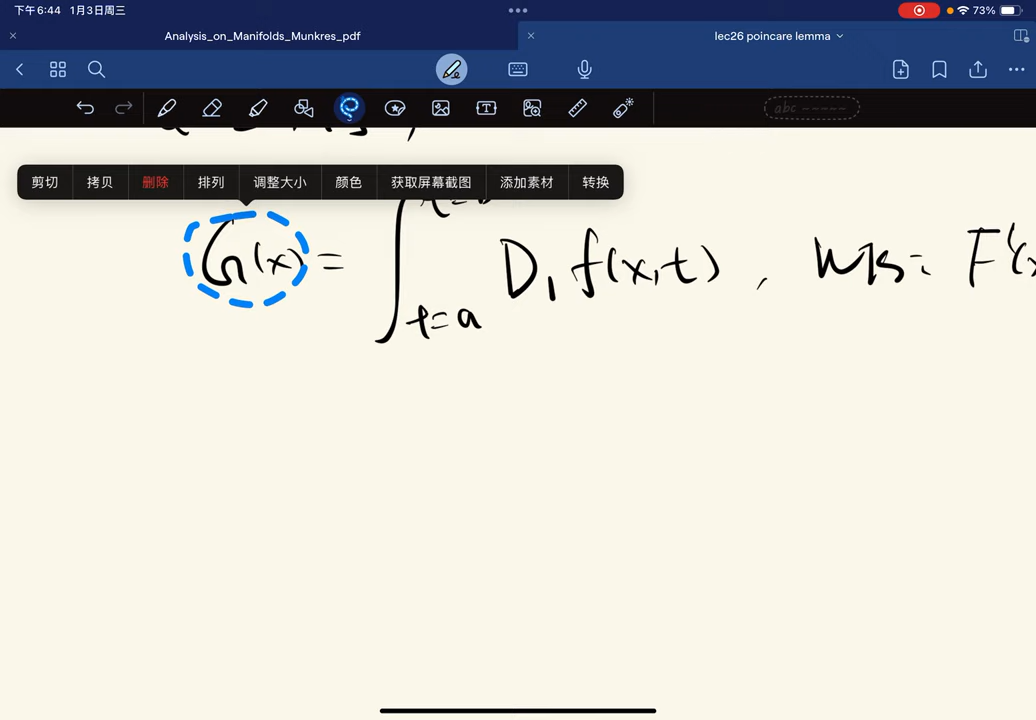 下午6:44 1月3日周三 73%
Analysis_on_Manifolds_Munkres_pdf lec26 poincare lemma
abc
剪切 拷贝 删除 排列 调整大小 颜色 获取屏幕截图 添加素材 转换
G(x) = ∫ t=a D₁ f(x,t) , WTS: F'(x